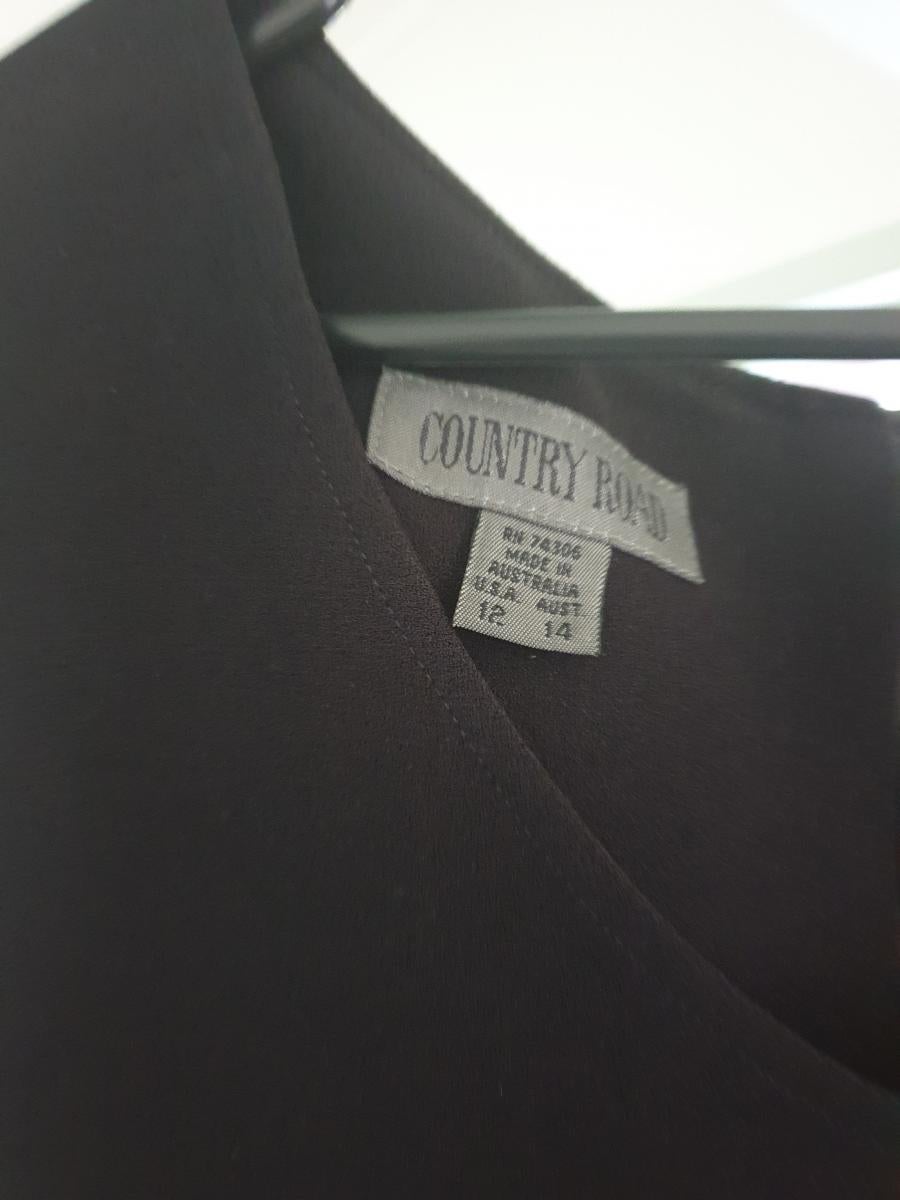 COUNTRY ROAD
RN 74306
MADE IN
AUSTRALIA
U.S.A. AUST
12 14